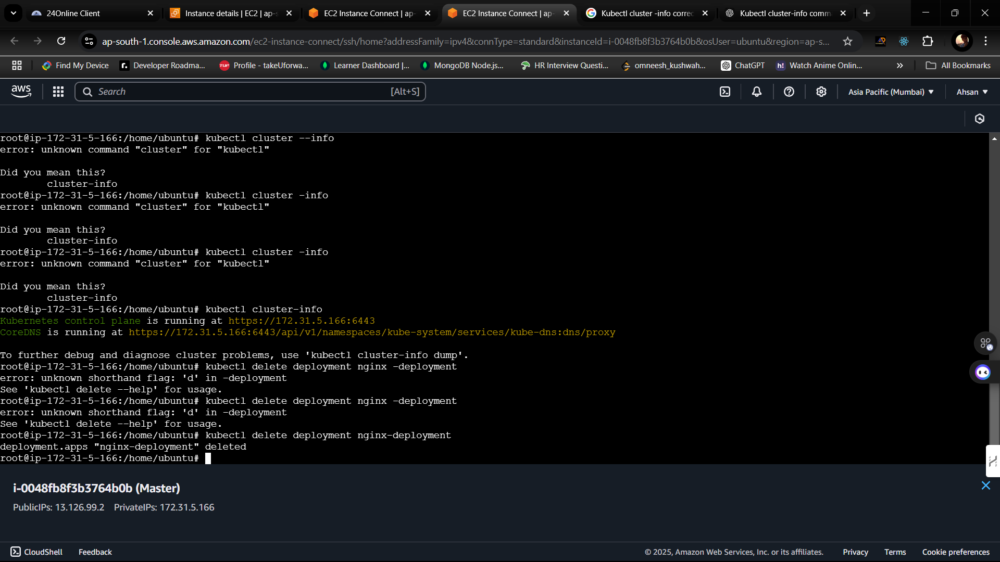 24Online Client
Instance details | EC2 | ap-s
EC2 Instance Connect | ap-
EC2 Instance Connect | ap-
Kubectl cluster -info correc
Kubectl cluster-info comm
ap-south-1.console.aws.amazon.com/ec2-instance-connect/ssh/home?addressFamily=ipv4&connType=standard&instanceId=i-0048fb8f3b3764b0b&osUser=ubuntu&region=ap-s...
Find My Device
Developer Roadma...
TUF
Profile - takeUforwa...
Learner Dashboard |...
MongoDB Node.js...
HR Interview Questi...
omneesh_kushwah...
ChatGPT
h!
Watch Anime Onlin...
All Bookmarks
aws
Search
[Alt+S]
Asia Pacific (Mumbai)
Ahsan
root@ip-172-31-5-166:/home/ubuntu# kubectl cluster --info
error: unknown command "cluster" for "kubectl"
Did you mean this?
cluster-info
root@ip-172-31-5-166:/home/ubuntu# kubectl cluster -info
error: unknown command "cluster" for "kubectl"
Did you mean this?
cluster-info
root@ip-172-31-5-166:/home/ubuntu# kubectl cluster -info
error: unknown command "cluster" for "kubectl"
Did you mean this?
cluster-info
root@ip-172-31-5-166:/home/ubuntu# kubectl cluster-info
Kubernetes control plane is running at https://172.31.5.166:6443
CoreDNS is running at https://172.31.5.166:6443/api/v1/namespaces/kube-system/services/kube-dns:dns/proxy
To further debug and diagnose cluster problems, use 'kubectl cluster-info dump'.
root@ip-172-31-5-166:/home/ubuntu# kubectl delete deployment nginx -deployment
error: unknown shorthand flag: 'd' in -deployment
See 'kubectl delete --help' for usage.
root@ip-172-31-5-166:/home/ubuntu# kubectl delete deployment nginx -deployment
error: unknown shorthand flag: 'd' in -deployment
See 'kubectl delete --help' for usage.
root@ip-172-31-5-166:/home/ubuntu# kubectl delete deployment nginx-deployment
deployment.apps "nginx-deployment" deleted
root@ip-172-31-5-166:/home/ubuntu#
i-0048fb8f3b3764b0b (Master)
PublicIPs: 13.126.99.2 PrivateIPs: 172.31.5.166
CloudShell
Feedback
© 2025, Amazon Web Services, Inc. or its affiliates.
Privacy
Terms
Cookie preferences